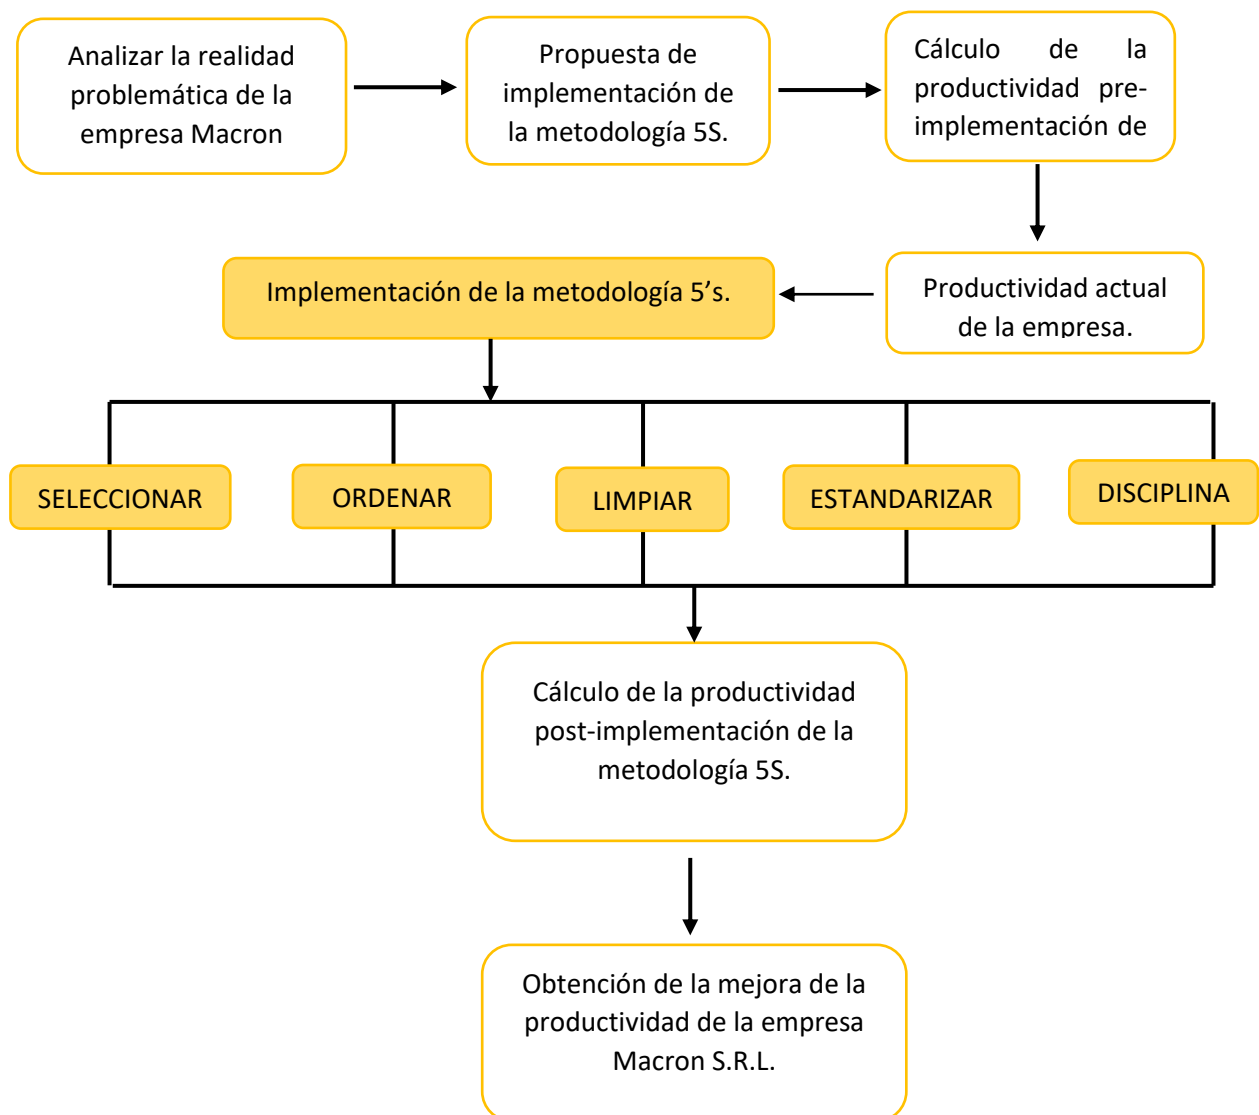 Analizar la realidad
problemática de la
empresa Macron
Propuesta de
implementación de
la metodología 5S.
Cálculo de la
productividad pre-
implementación de
Productividad actual
de la empresa.
Implementación de la metodología 5’s.
SELECCIONAR
ORDENAR
LIMPIAR
ESTANDARIZAR
DISCIPLINA
Cálculo de la productividad
post-implementación de la
metodología 5S.
Obtención de la mejora de la
productividad de la empresa
Macron S.R.L.